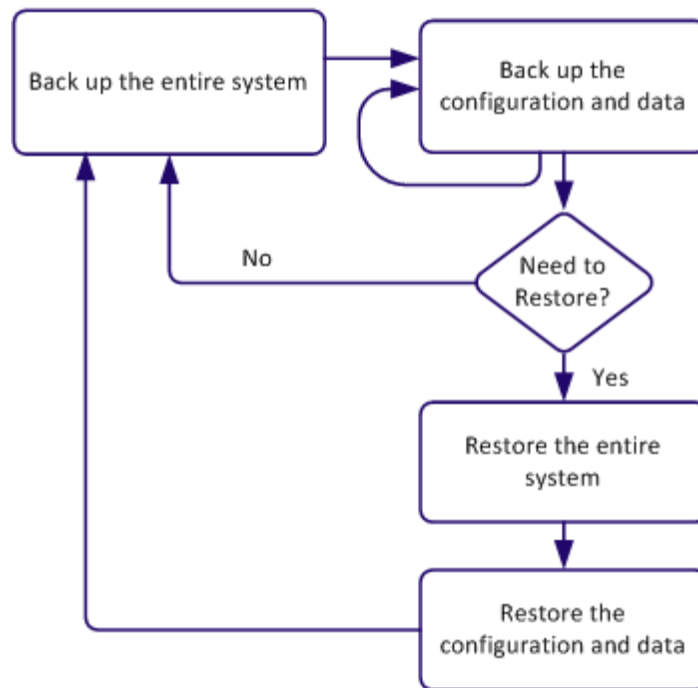 Back up the entire system
Back up the
configuration and data
No
Need to
Restore?
Yes
Restore the entire
system
Restore the
configuration and data